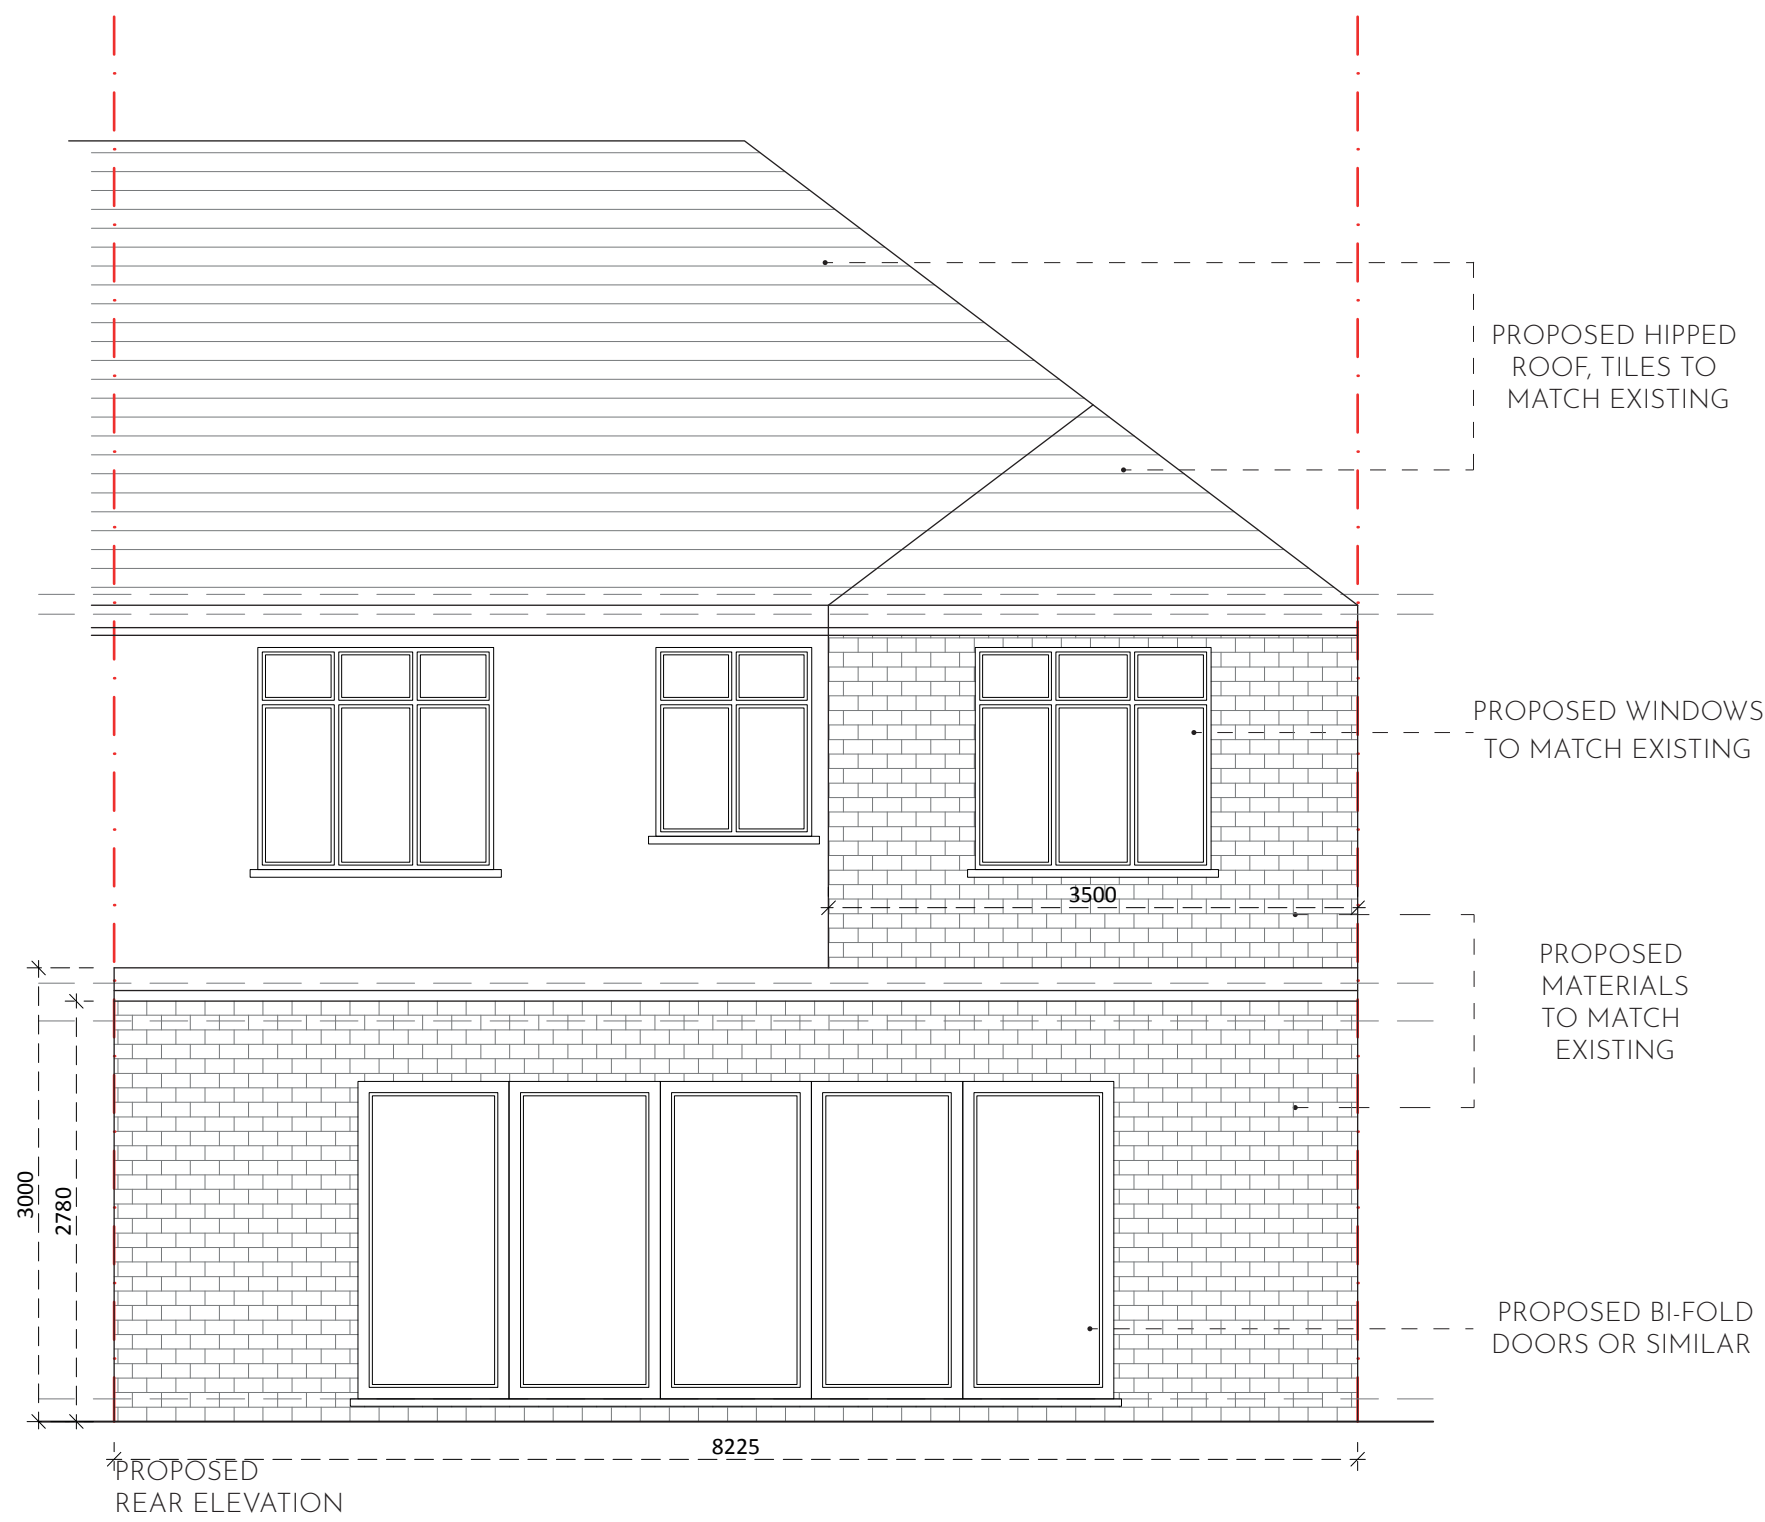 PROPOSED HIPPED
ROOF, TILES TO
MATCH EXISTING
PROPOSED WINDOWS
TO MATCH EXISTING
3500
PROPOSED
MATERIALS
TO MATCH
EXISTING
3000
2780
PROPOSED BI-FOLD
DOORS OR SIMILAR
8225
PROPOSED
REAR ELEVATION